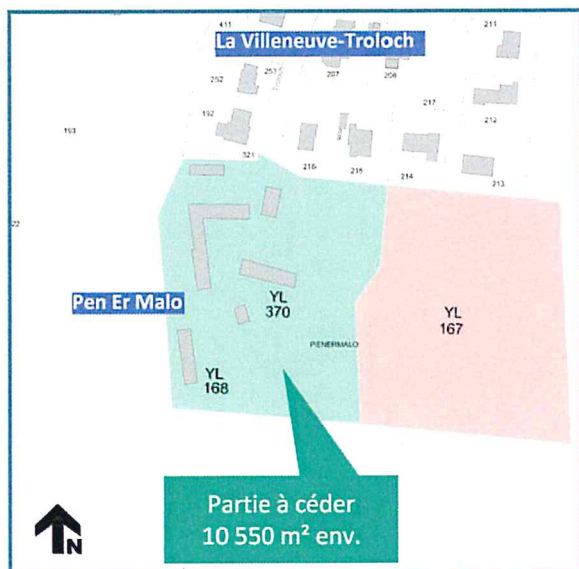 411
211
La Villeneuve-Troloch
252
253
207
208
193
192
217
212
321
216
215
214
213
22
Pen Er Malo
YL
370
YL
167
PENERMALO
YL
168
Partie à céder
10 550 m² env.
N